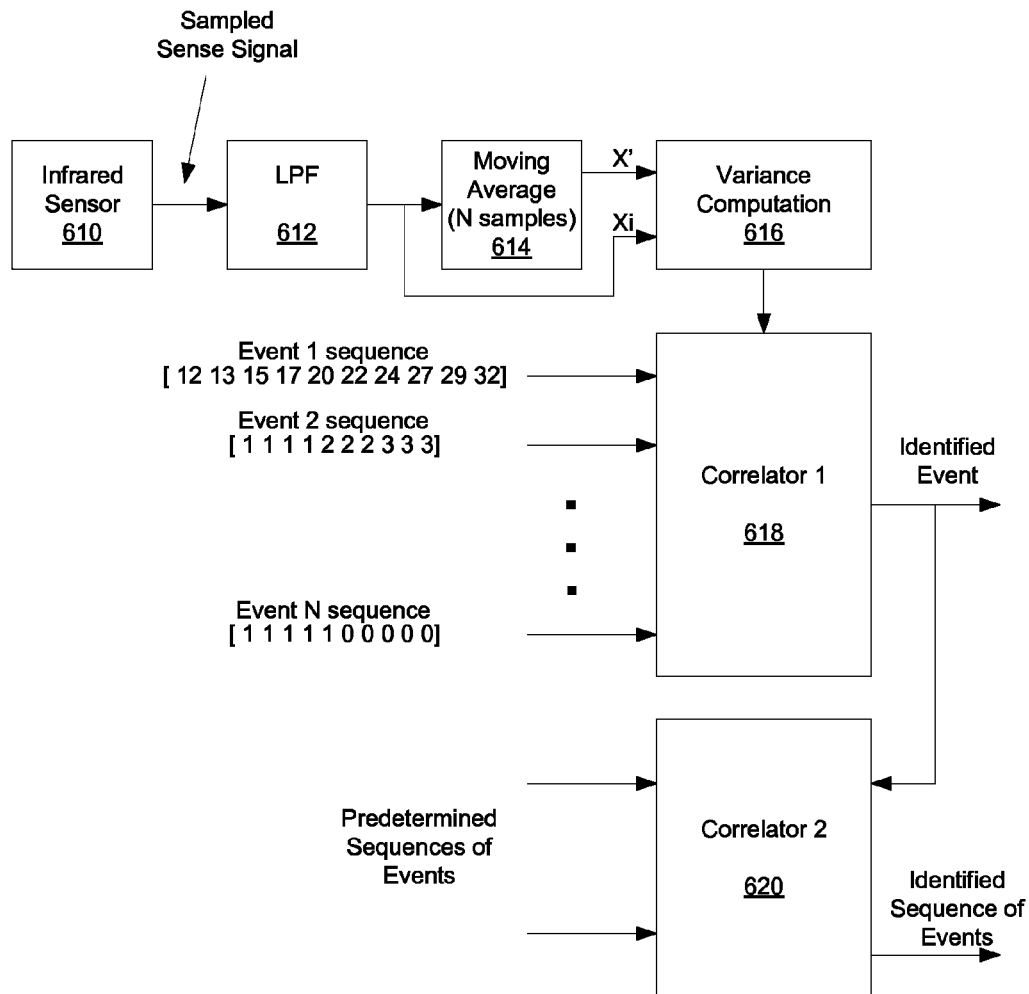 Sampled
Sense Signal
Infrared
Sensor
610
LPF
612
Moving
Average
(N samples)
614
X'
Xi
Variance
Computation
616
Event 1 sequence
[ 12 13 15 17 20 22 24 27 29 32]
Event 2 sequence
[ 1 1 1 1 2 2 2 3 3 3]
Event N sequence
[ 1 1 1 1 1 0 0 0 0 0]
Correlator 1
618
Identified
Event
Predetermined
Sequences of
Events
Correlator 2
620
Identified
Sequence of
Events